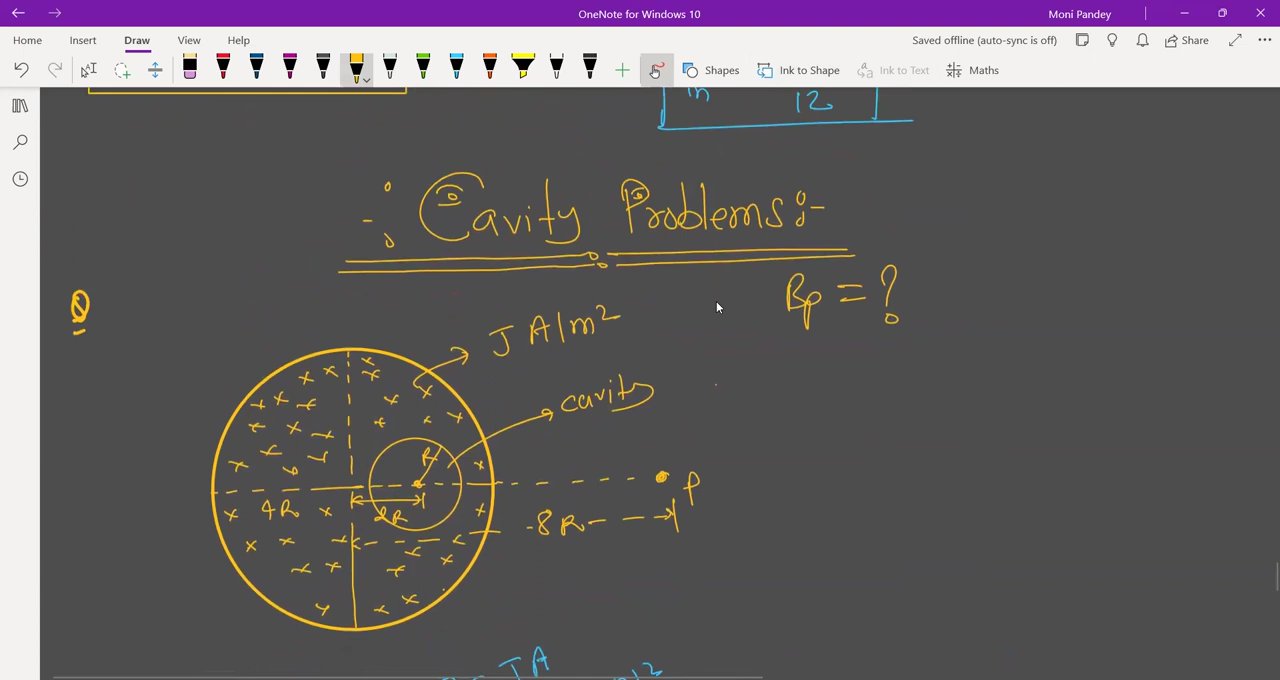 OneNote for Windows 10
Moni Pandey
Home Insert Draw View Help
Saved offline (auto-sync is off)
Share
Shapes
Ink to Shape
Ink to Text
Maths
in 12
-: Cavity Problems :-
Bp = ?
Q
J A/m²
cavity
R
P
4R
2R
8R
J A